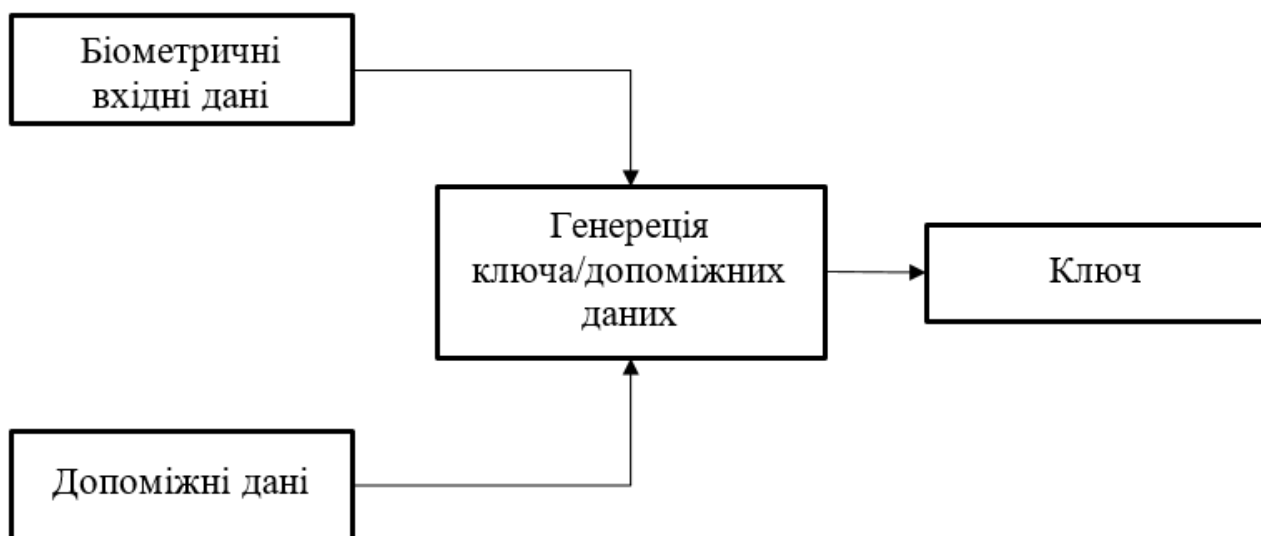 Біометричні
вхідні дані
Генереція
ключа/допоміжних
даних
Ключ
Допоміжні дані